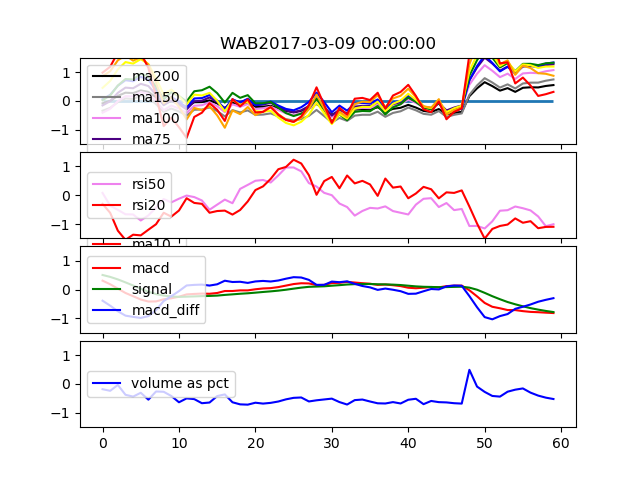 WAB2017-03-09 00:00:00
1
0
−1
ma200
ma150
ma100
ma75
1
0
−1
rsi50
rsi20
ma10
1
0
−1
macd
signal
macd_diff
1
0
−1
volume as pct
0 10 20 30 40 50 60